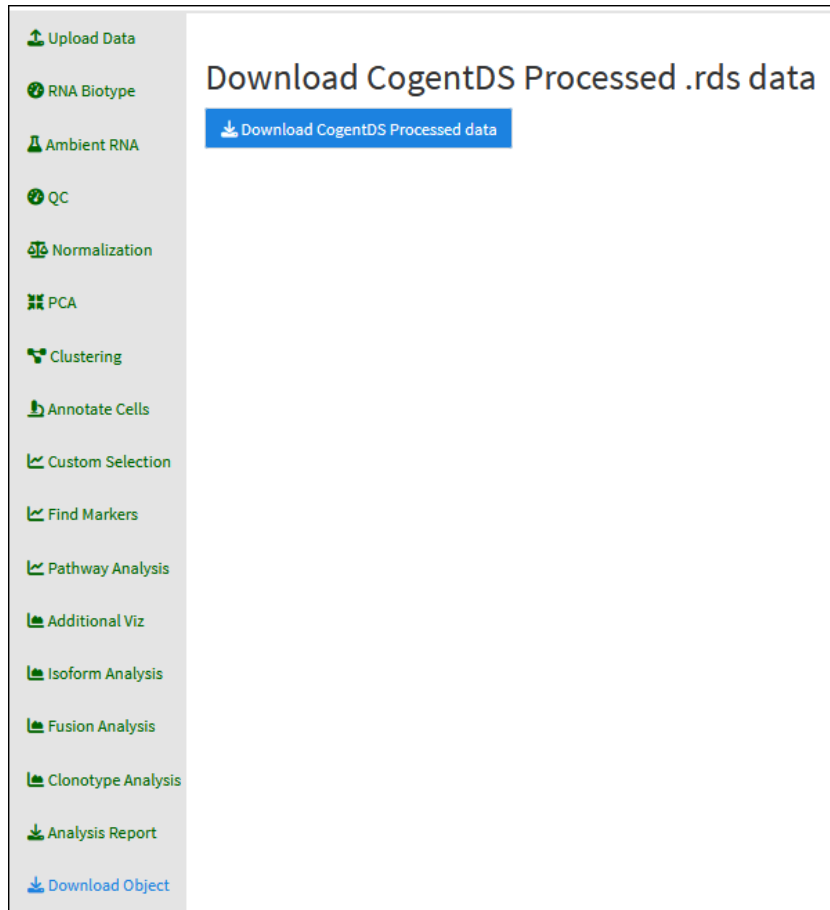 Upload Data
RNA Biotype
Ambient RNA
QC
Normalization
PCA
Clustering
Annotate Cells
Custom Selection
Find Markers
Pathway Analysis
Additional Viz
Isoform Analysis
Fusion Analysis
Clonotype Analysis
Analysis Report
Download Object
Download CogentDS Processed .rds data
Download CogentDS Processed data